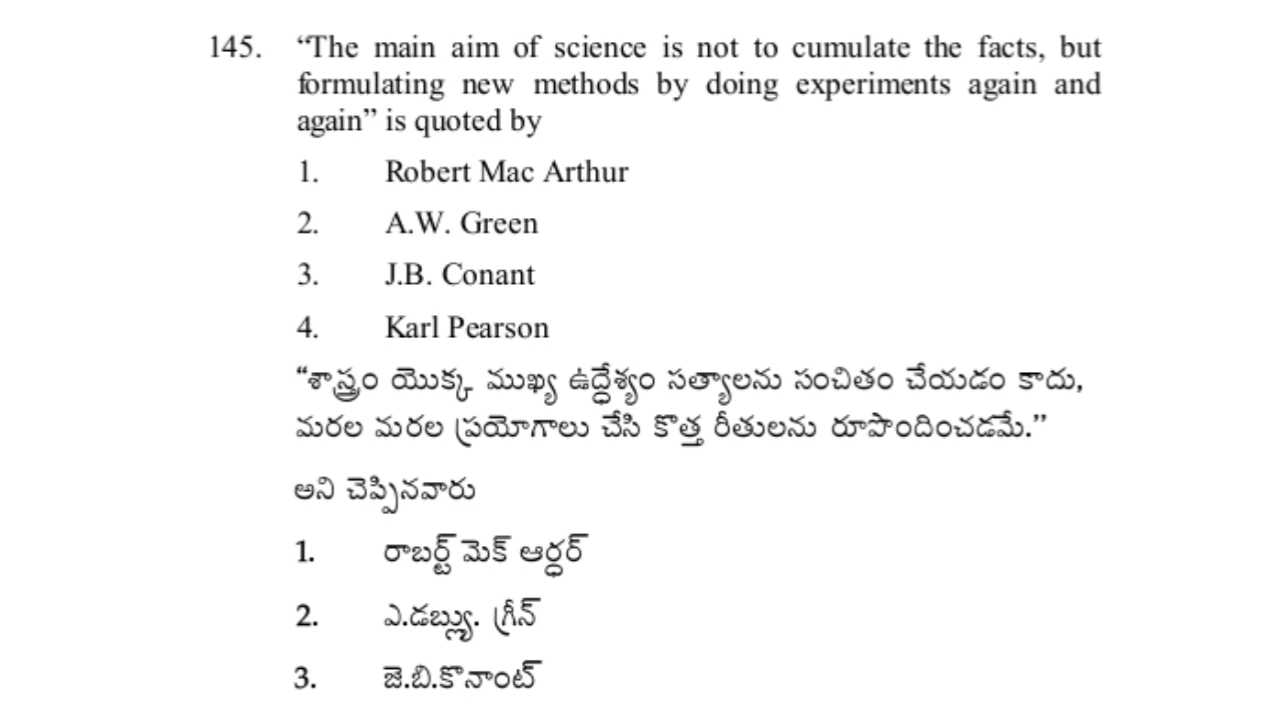 145. “The main aim of science is not to cumulate the facts, but
formulating new methods by doing experiments again and
again” is quoted by
1. Robert Mac Arthur
2. A.W. Green
3. J.B. Conant
4. Karl Pearson
“శాస్త్రం యొక్క ముఖ్య ఉద్ధేశ్యం సత్యాలను సంచితం చేయడం కాదు,
మరల మరల ప్రయోగాలు చేసి కొత్త రీతులను రూపొందించడమే.”
అని చెప్పినవారు
1. రాబర్ట్ మెక్ ఆర్ధర్
2. ఎ.డబ్ల్యు. గ్రీన్
3. జె.బి.కొనాంట్